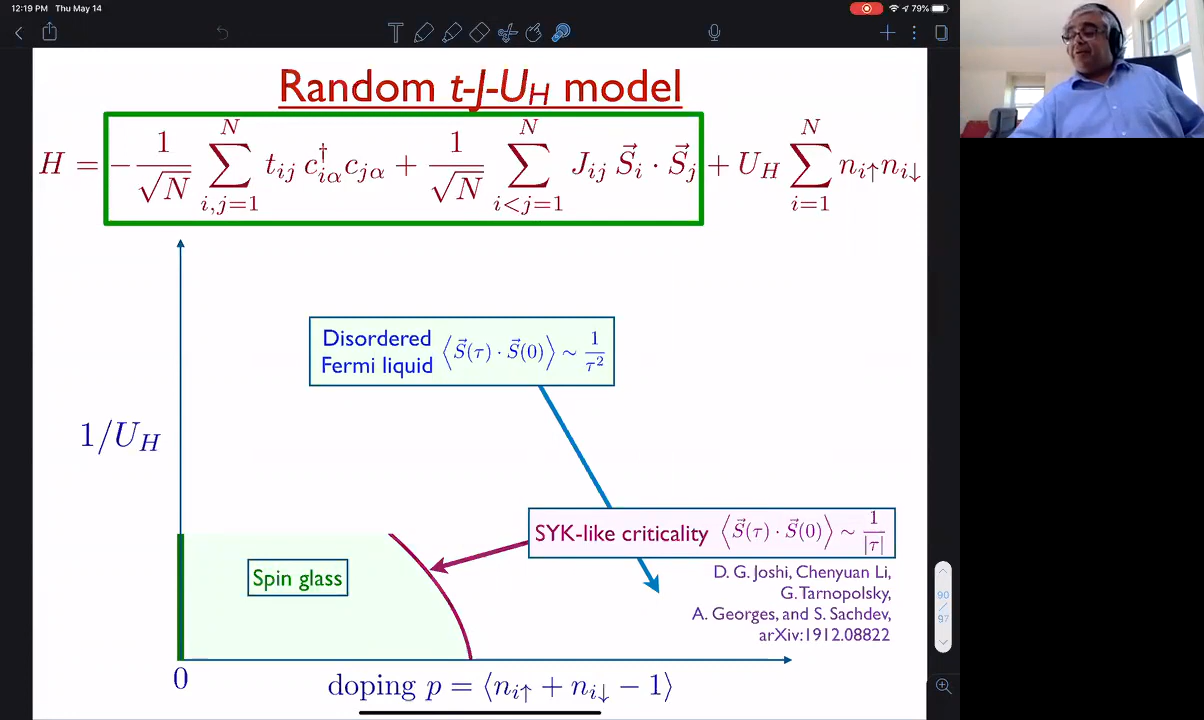 12:19 PM Thu May 14
79%
Random t-J-U_H model
H = -\frac{1}{\sqrt{N}} \sum_{i,j=1}^{N} t_{ij} c_{i\alpha}^{\dagger} c_{j\alpha} + \frac{1}{\sqrt{N}} \sum_{i<j=1}^{N} J_{ij} \vec{S}_i \cdot \vec{S}_j + U_H \sum_{i=1}^{N} n_{i\uparrow} n_{i\downarrow}
Disordered
Fermi liquid \langle \vec{S}(\tau) \cdot \vec{S}(0) \rangle \sim \frac{1}{\tau^2}
1/U_H
SYK-like criticality \langle \vec{S}(\tau) \cdot \vec{S}(0) \rangle \sim \frac{1}{|\tau|}
Spin glass
D. G. Joshi, Chenyuan Li,
G. Tarnopolsky,
A. Georges, and S. Sachdev,
arXiv:1912.08822
90
/
97
0
doping p = \langle n_{i\uparrow} + n_{i\downarrow} - 1 \rangle